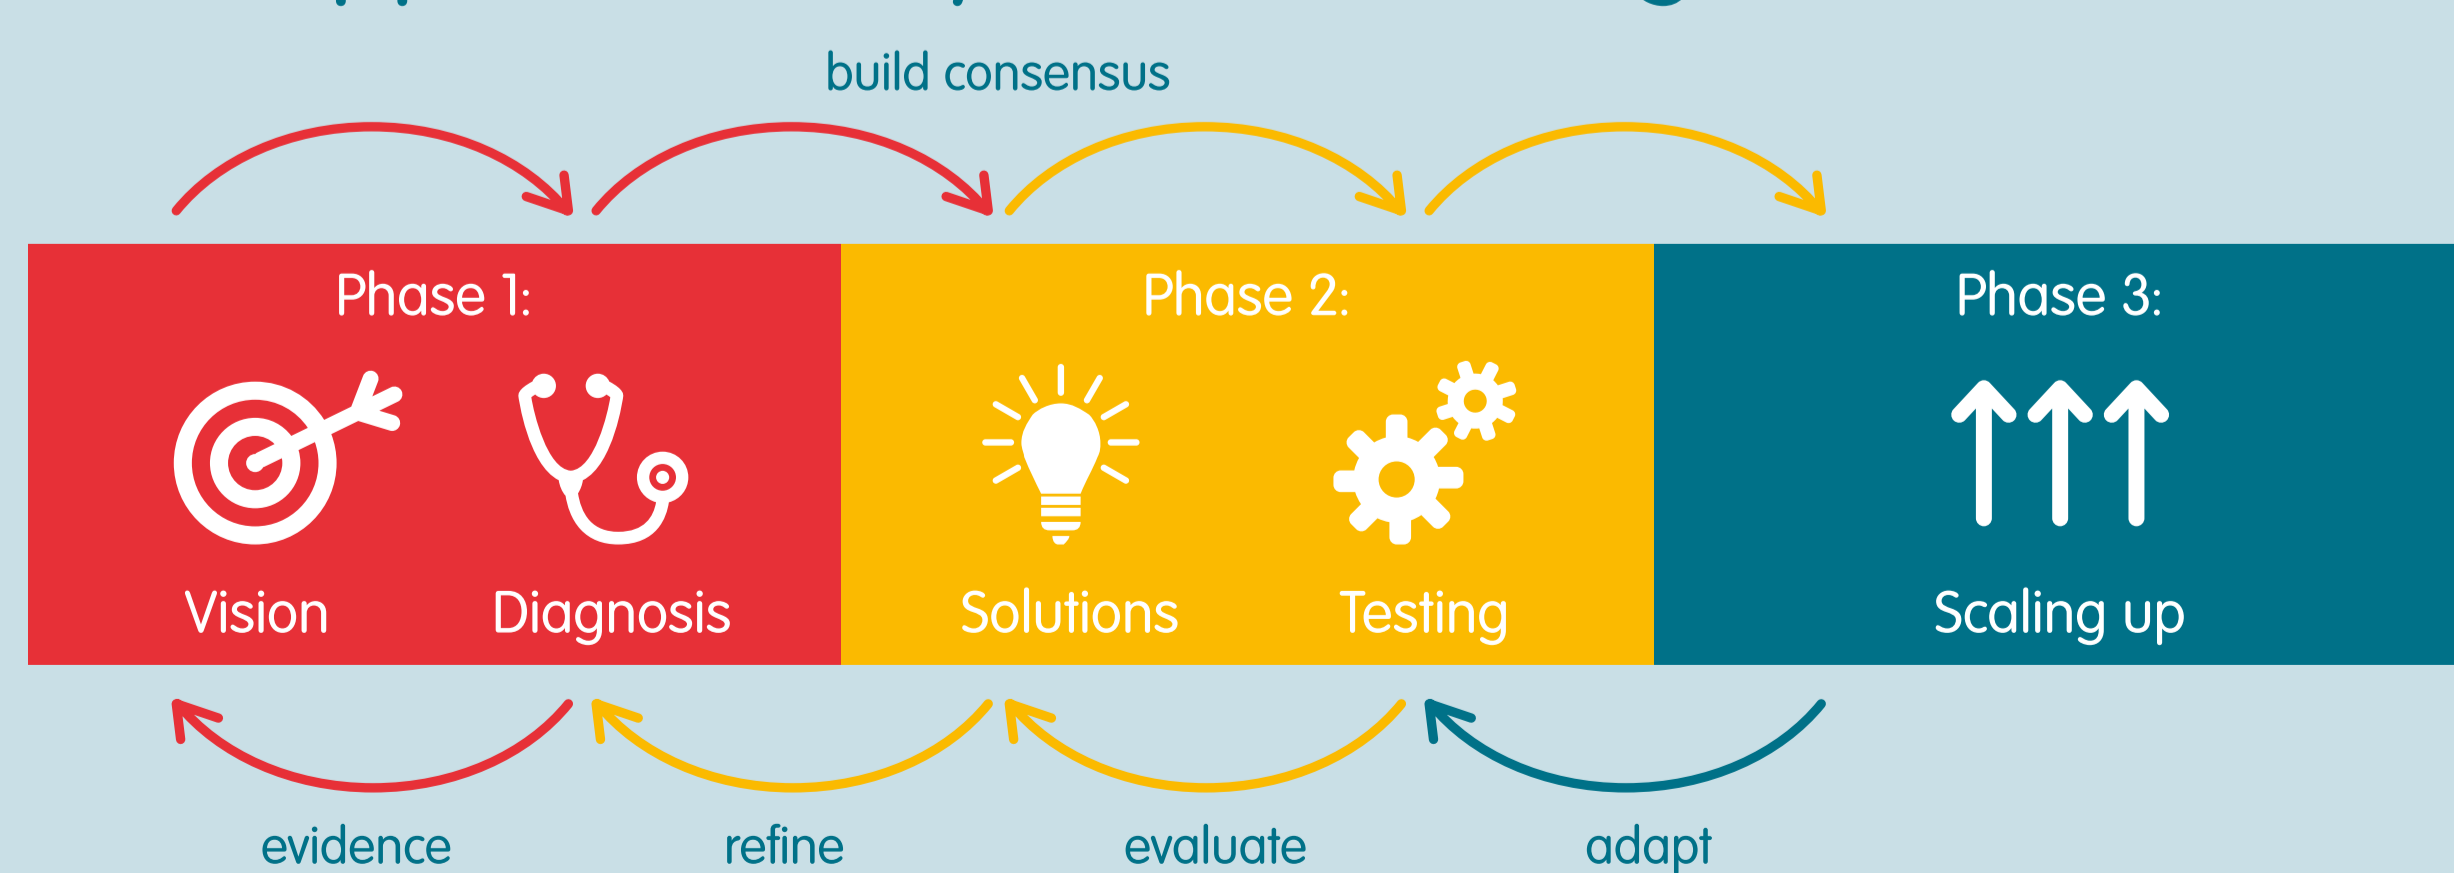 build consensus
Phase 1:
Vision
Diagnosis
Phase 2:
Solutions
Testing
Phase 3:
Scaling up
evidence
refine
evaluate
adapt